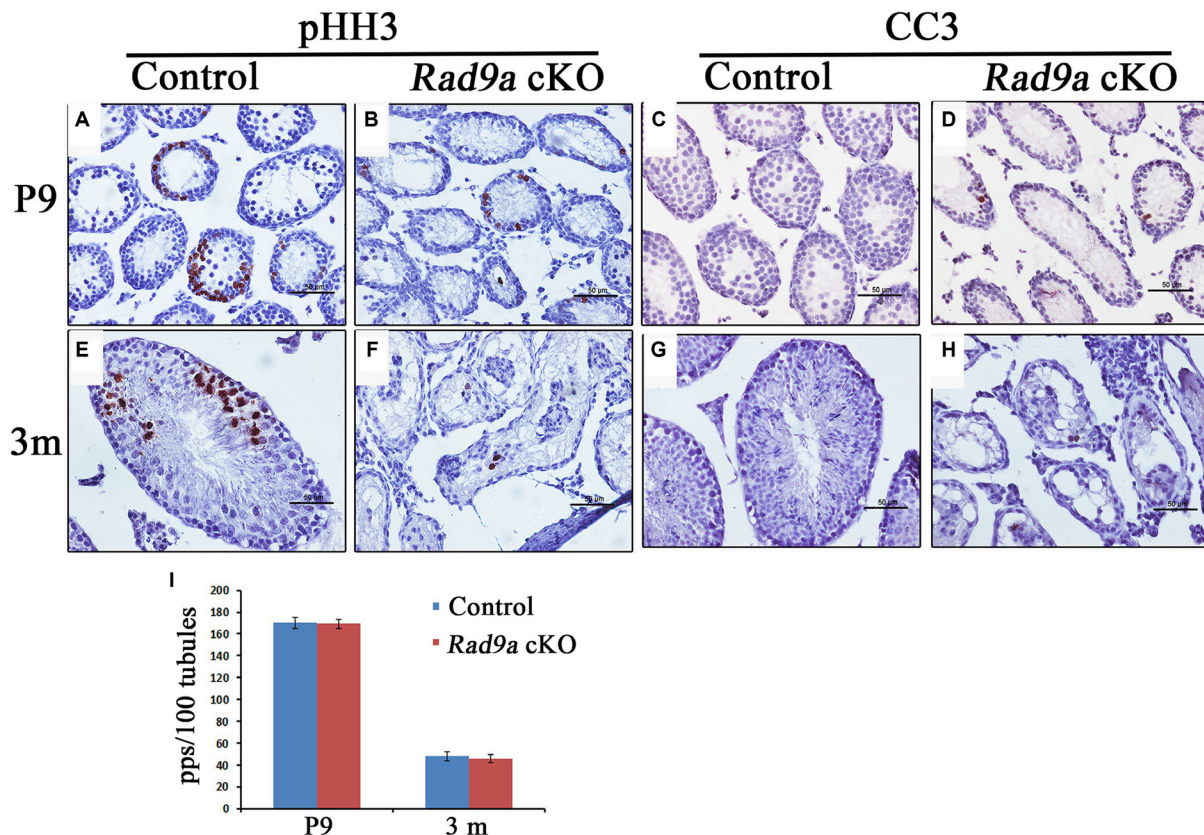 pHH3 CC3
Control Rad9a cKO Control Rad9a cKO
P9
A B C D
50 µm 50 µm 50 µm 50 µm
3m
E F G H
50 µm 50 µm 50 µm 50 µm
I
pps/100 tubules
200
180
160
140
120
100
80
60
40
20
0
Control
Rad9a cKO
P9 3 m